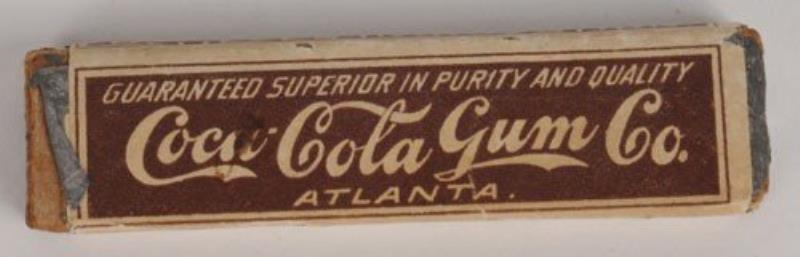 GUARANTEED SUPERIOR IN PURITY AND QUALITY
Coca-Cola Gum Co.
ATLANTA.